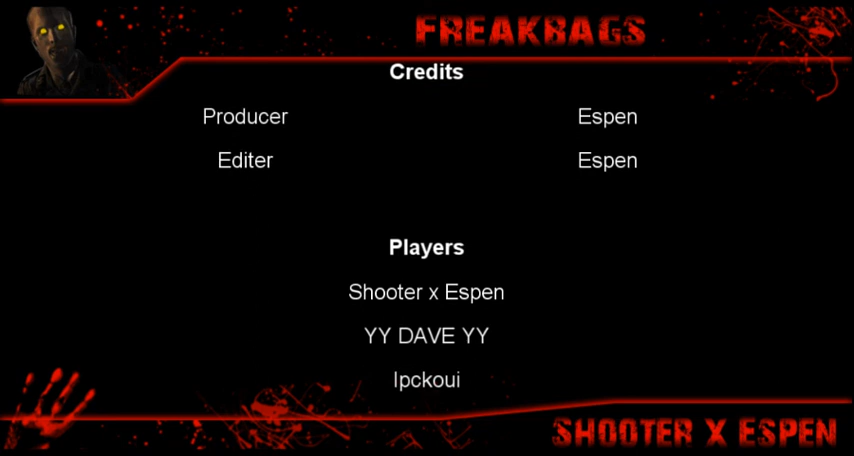 FREAKBAGS
Credits
Producer Espen
Editer Espen
Players
Shooter x Espen
YY DAVE YY
Ipckoui
SHOOTER X ESPEN